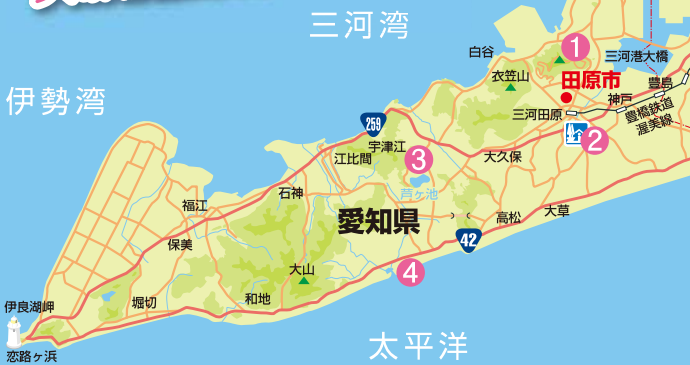 三河湾
白谷
1
三河港大橋
衣笠山
田原市
豊島
伊勢湾
神戸
三河田原
豊橋鉄道
渥美線
259
2
宇津江
江比間
3
大久保
芦ヶ池
石神
福江
愛知県
高松
大草
保美
42
大山
4
和地
堀切
伊良湖岬
太平洋
恋路ヶ浜